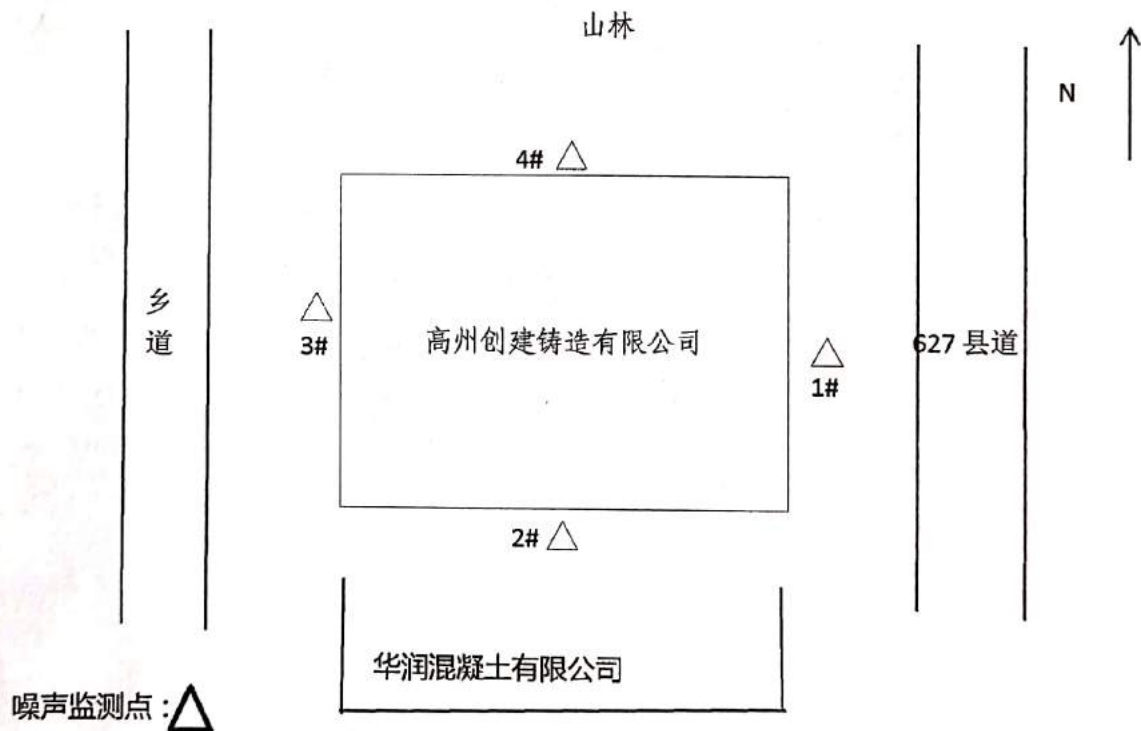 山林
N
4#
乡
道
3#
高州创建铸造有限公司
1#
627 县道
2#
华润混凝土有限公司
噪声监测点：